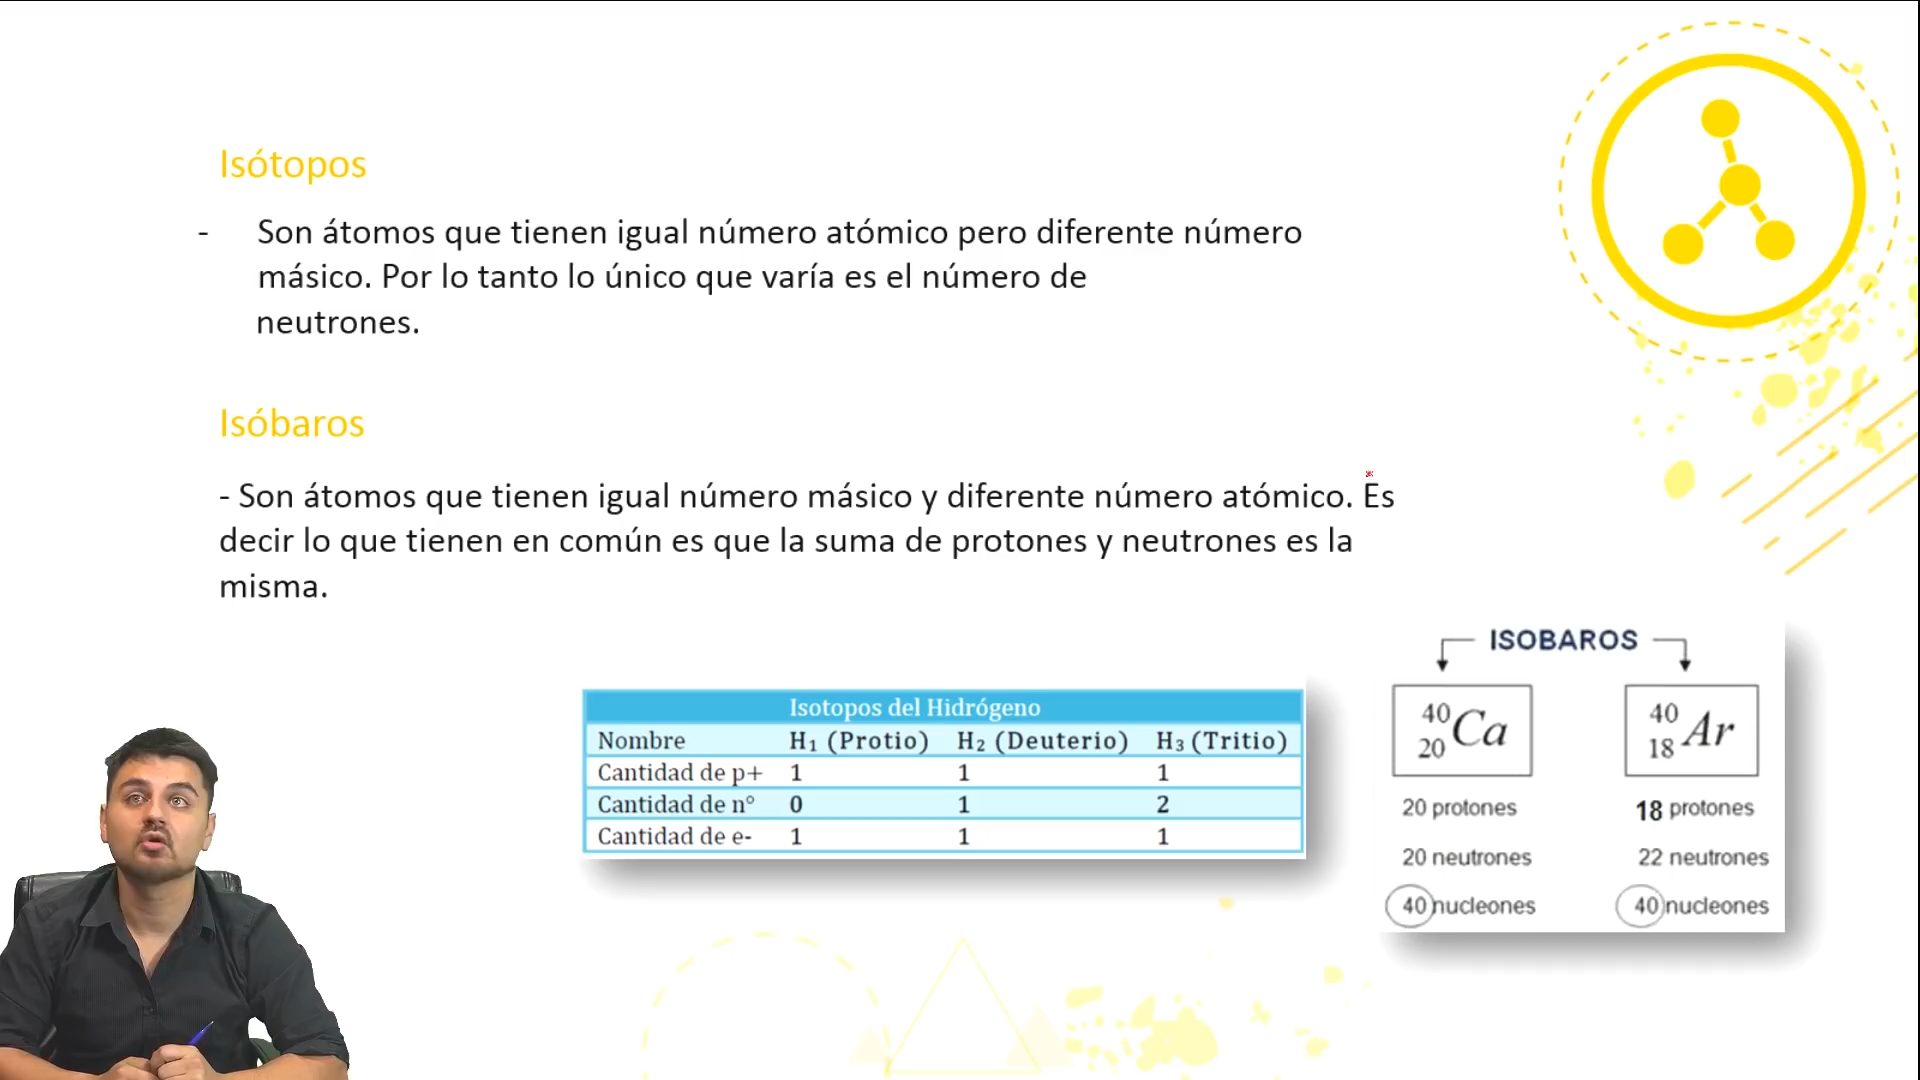 Isótopos
- Son átomos que tienen igual número atómico pero diferente número
másico. Por lo tanto lo único que varía es el número de
neutrones.
Isóbaros
- Son átomos que tienen igual número másico y diferente número atómico. Es
decir lo que tienen en común es que la suma de protones y neutrones es la
misma.
Isotopos del Hidrógeno
Nombre H₁ (Protio) H₂ (Deuterio) H₃ (Tritio)
Cantidad de p+ 1 1 1
Cantidad de n° 0 1 2
Cantidad de e- 1 1 1
ISOBAROS
40 Ca 20
40 Ar 18
20 protones 18 protones
20 neutrones 22 neutrones
40 nucleones 40 nucleones